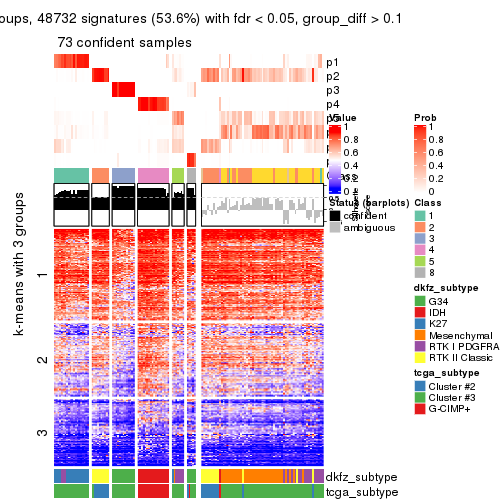 oups, 48732 signatures (53.6%) with fdr < 0.05, group_diff > 0.1
73 confident samples
p1
p2
p3
p4
k-means with 3 groups
1
2
3
Value
1
0.8
0.6
0.4
0.2
0
Prob
1
0.8
0.6
0.4
0.2
0
Status (barplots)
confident
ambiguous
Class
1
2
3
4
5
8
dkfz_subtype
G34
IDH
K27
Mesenchymal
RTK I PDGFRA
RTK II Classic
tcga_subtype
Cluster #2
Cluster #3
G-CIMP+
dkfz_subtype
tcga_subtype